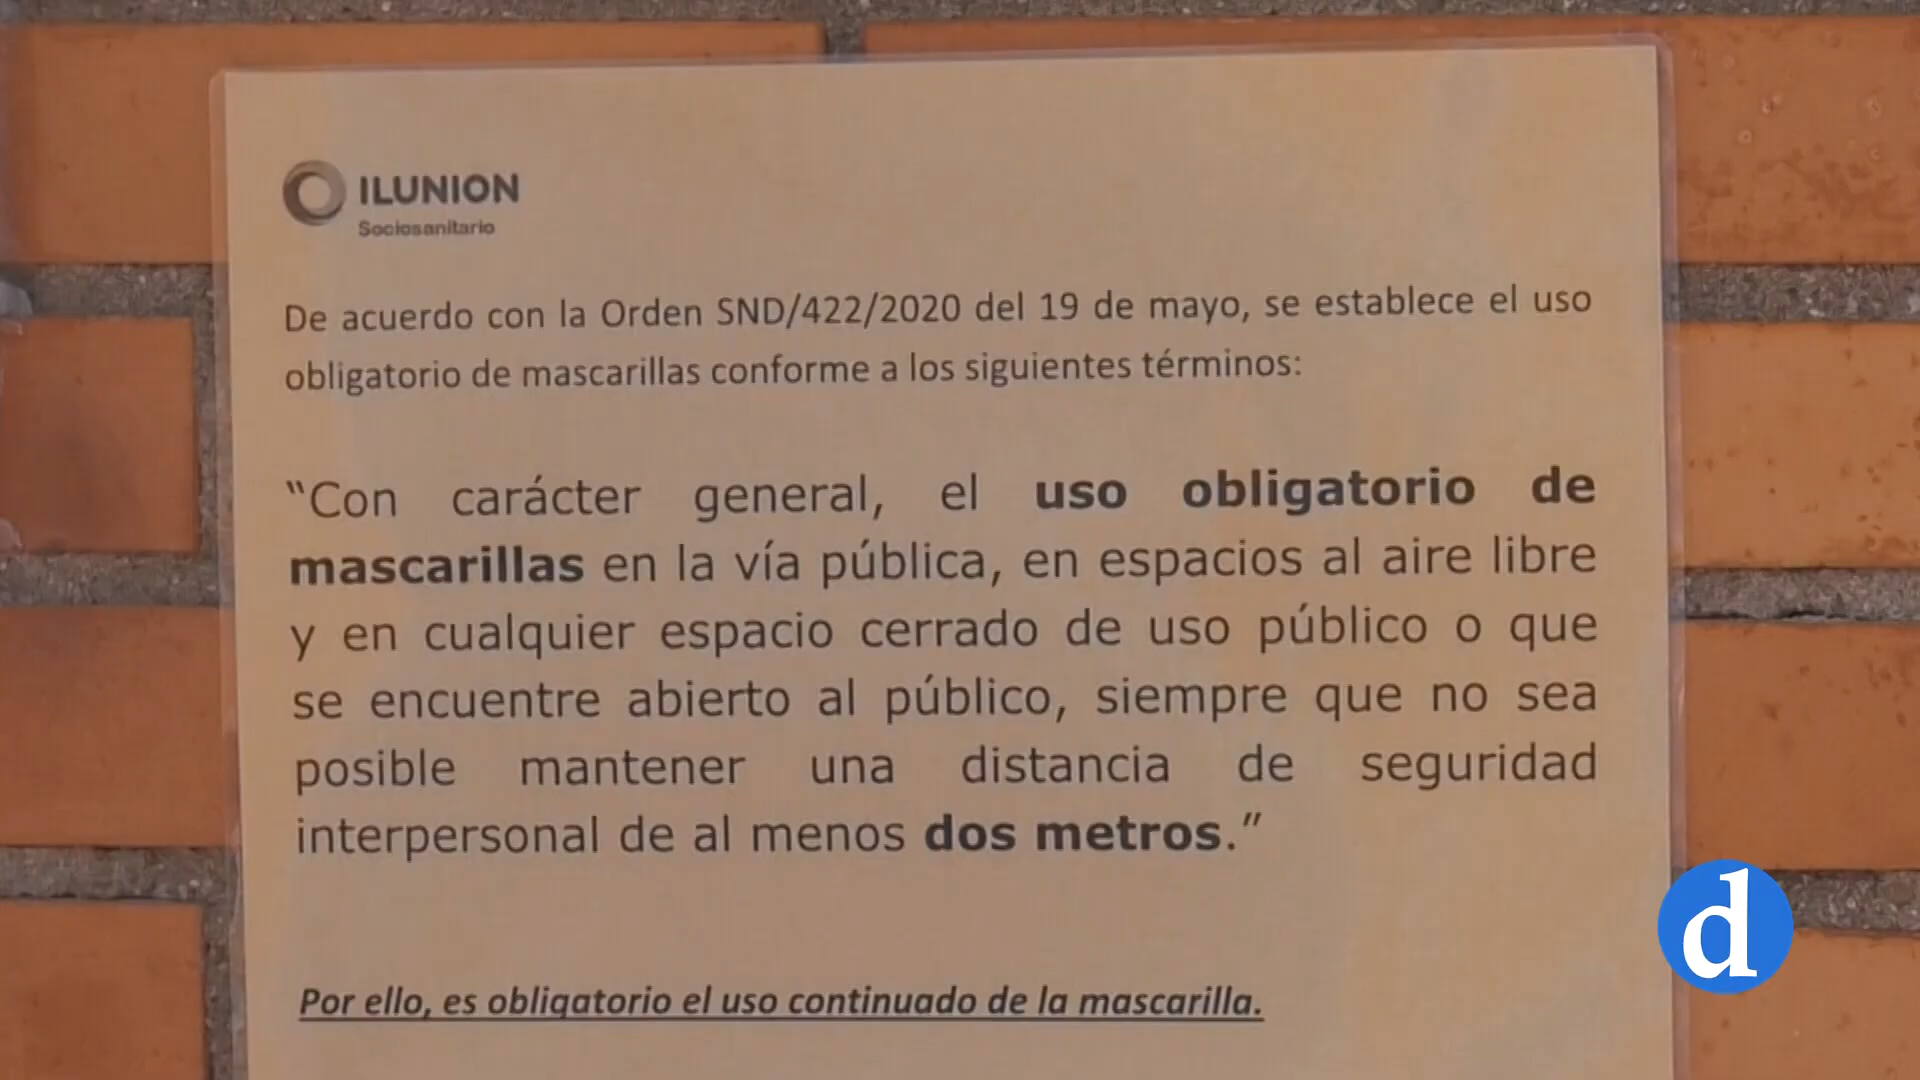 ILUNION
Sociosanitario
De acuerdo con la Orden SND/422/2020 del 19 de mayo, se establece el uso
obligatorio de mascarillas conforme a los siguientes términos:
“Con carácter general, el uso obligatorio de
mascarillas en la vía pública, en espacios al aire libre
y en cualquier espacio cerrado de uso público o que
se encuentre abierto al público, siempre que no sea
posible mantener una distancia de seguridad
interpersonal de al menos dos metros.”
Por ello, es obligatorio el uso continuado de la mascarilla.
d